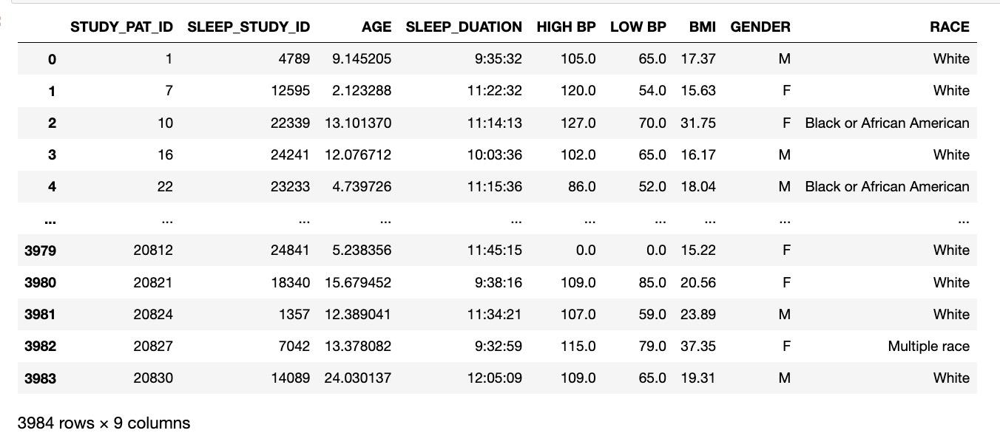 STUDY_PAT_ID SLEEP_STUDY_ID AGE SLEEP_DUATION HIGH BP LOW BP BMI GENDER RACE
0 1 4789 9.145205 9:35:32 105.0 65.0 17.37 M White
1 7 12595 2.123288 11:22:32 120.0 54.0 15.63 F White
2 10 22339 13.101370 11:14:13 127.0 70.0 31.75 F Black or African American
3 16 24241 12.076712 10:03:36 102.0 65.0 16.17 M White
4 22 23233 4.739726 11:15:36 86.0 52.0 18.04 M Black or African American
... ... ... ... ... ... ... ... ... ...
3979 20812 24841 5.238356 11:45:15 0.0 0.0 15.22 F White
3980 20821 18340 15.679452 9:38:16 109.0 85.0 20.56 F White
3981 20824 1357 12.389041 11:34:21 107.0 59.0 23.89 M White
3982 20827 7042 13.378082 9:32:59 115.0 79.0 37.35 F Multiple race
3983 20830 14089 24.030137 12:05:09 109.0 65.0 19.31 M White
3984 rows × 9 columns